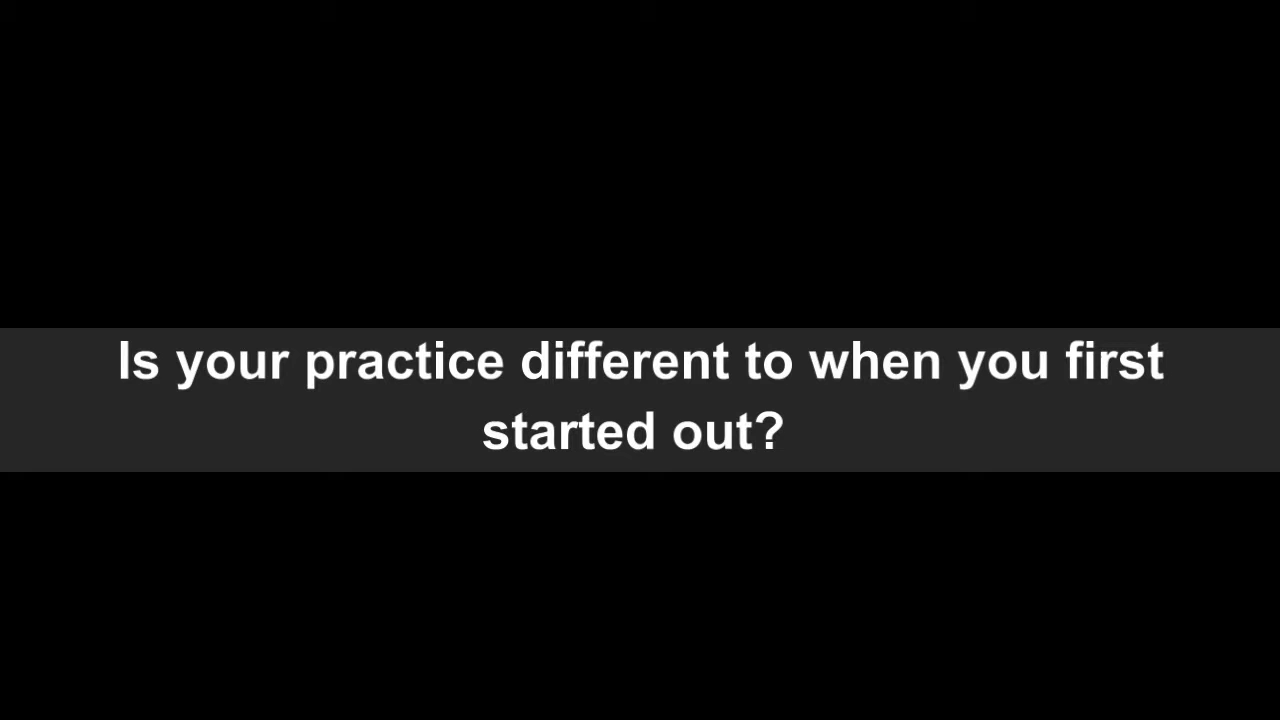 Is your practice different to when you first
started out?